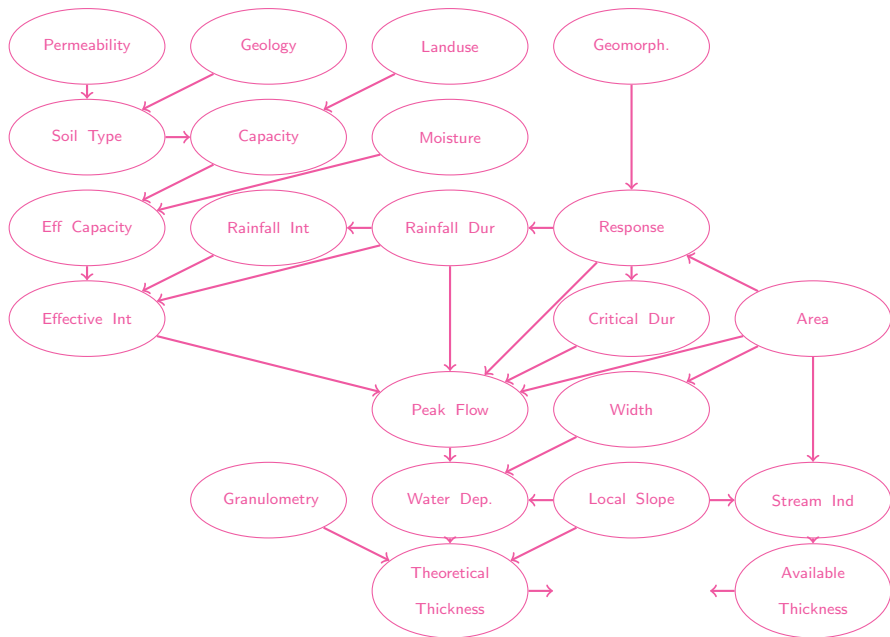 Permeability
Geology
Landuse
Geomorph.
Soil Type
Capacity
Moisture
Eff Capacity
Rainfall Int
Rainfall Dur
Response
Effective Int
Critical Dur
Area
Peak Flow
Width
Granulometry
Water Dep.
Local Slope
Stream Ind
Theoretical
Thickness
Available
Thickness